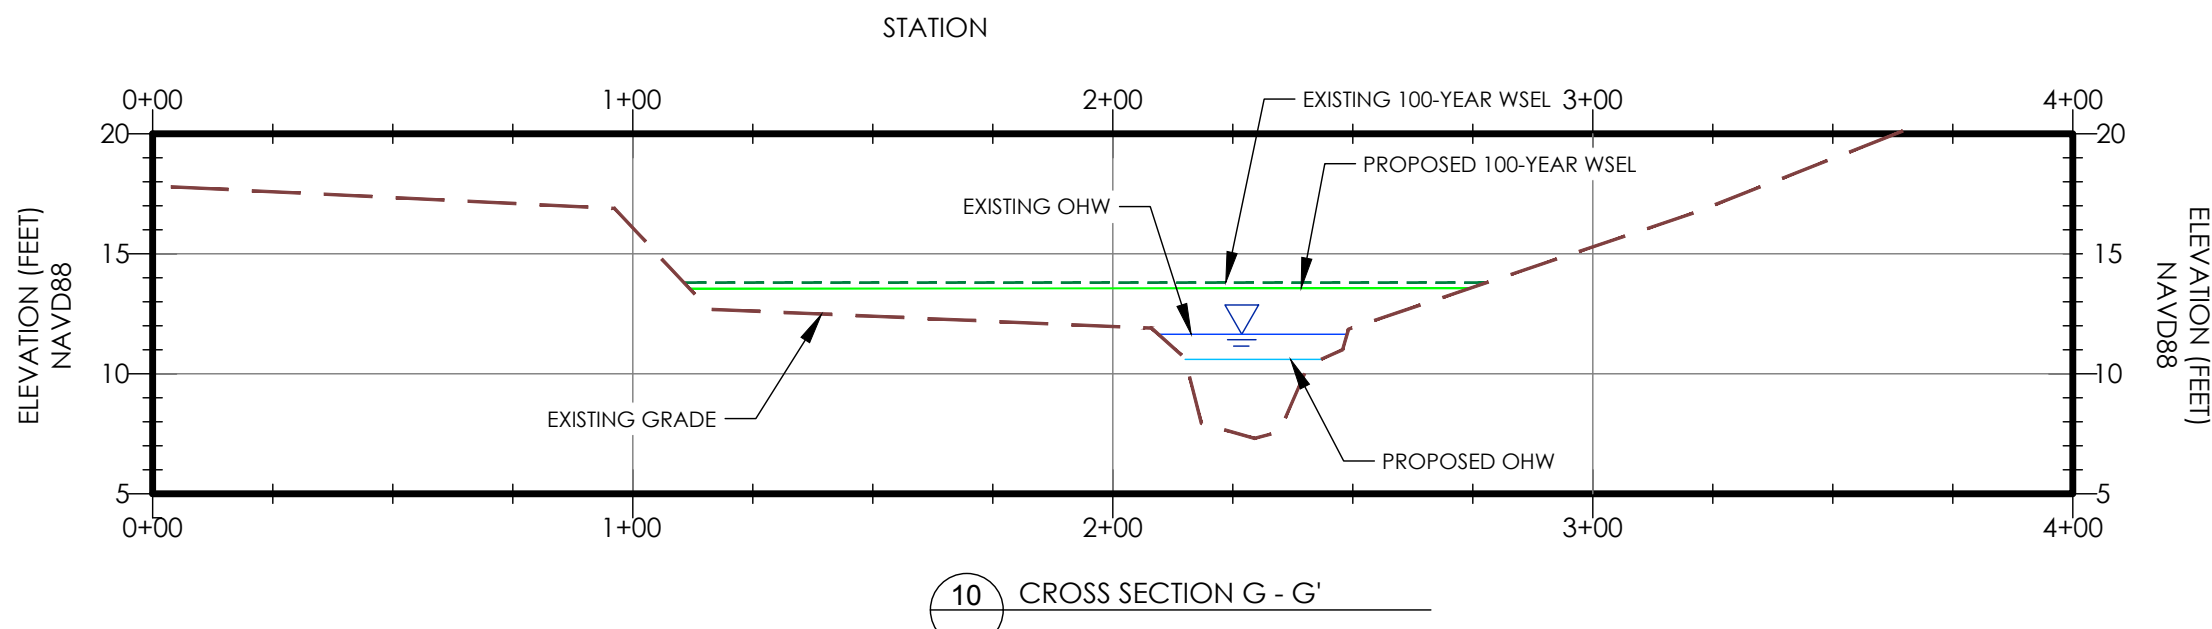 STATION
0+00 1+00 2+00 3+00 4+00
EXISTING 100-YEAR WSEL
20 20
PROPOSED 100-YEAR WSEL
EXISTING OHW
15 15
ELEVATION (FEET)
NAVD88
ELEVATION (FEET)
NAVD88
10 10
EXISTING GRADE
PROPOSED OHW
5 5
0+00 1+00 2+00 3+00 4+00
10 CROSS SECTION G - G'